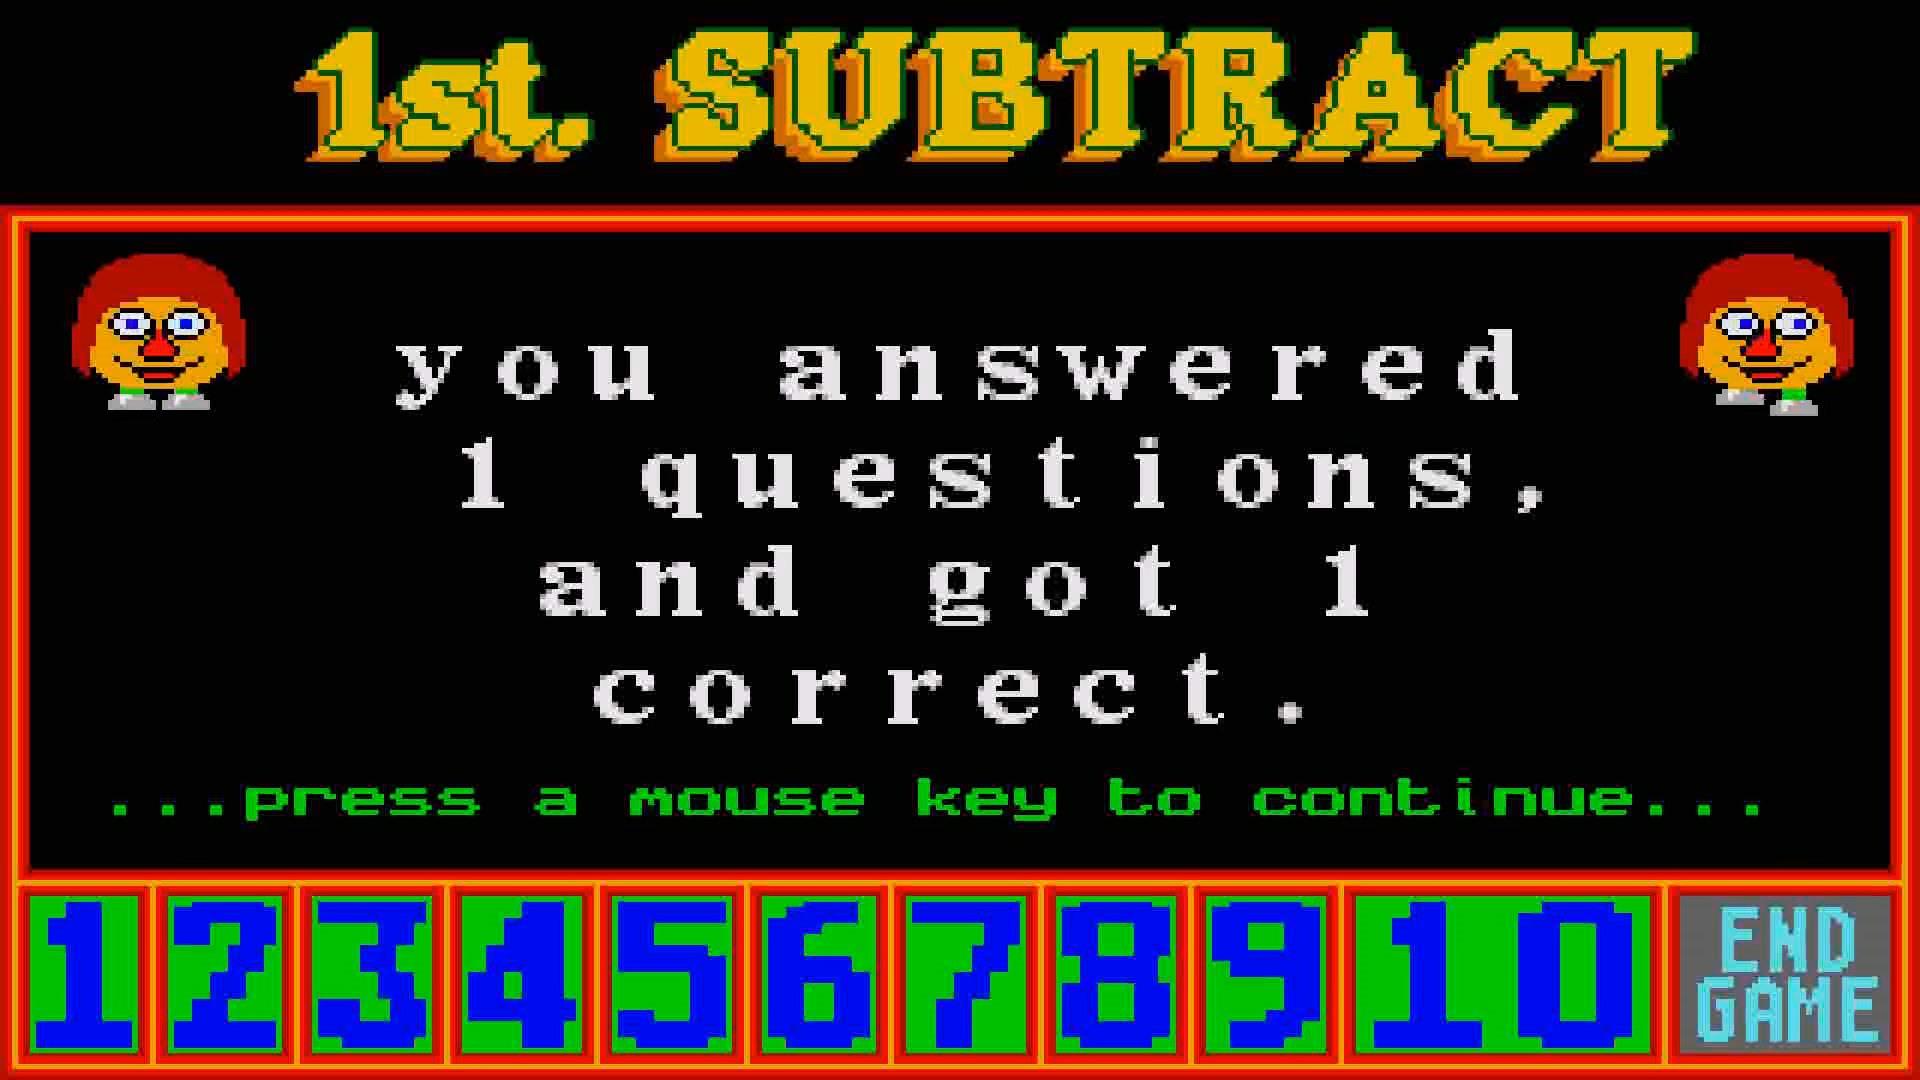 1st. SUBTRACT
you answered
1 questions,
and got 1
correct.
...press a mouse key to continue...
1 2 3 4 5 6 7 8 9 10 END GAME